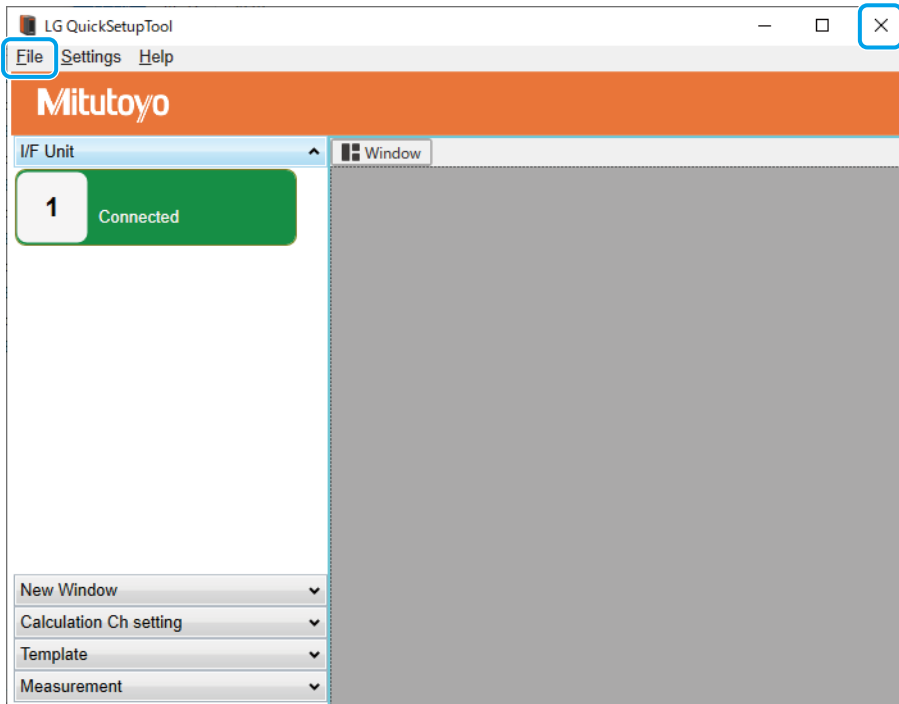 LG QuickSetupTool
File Settings Help
Mitutoyo
I/F Unit
Window
1 Connected
New Window
Calculation Ch setting
Template
Measurement